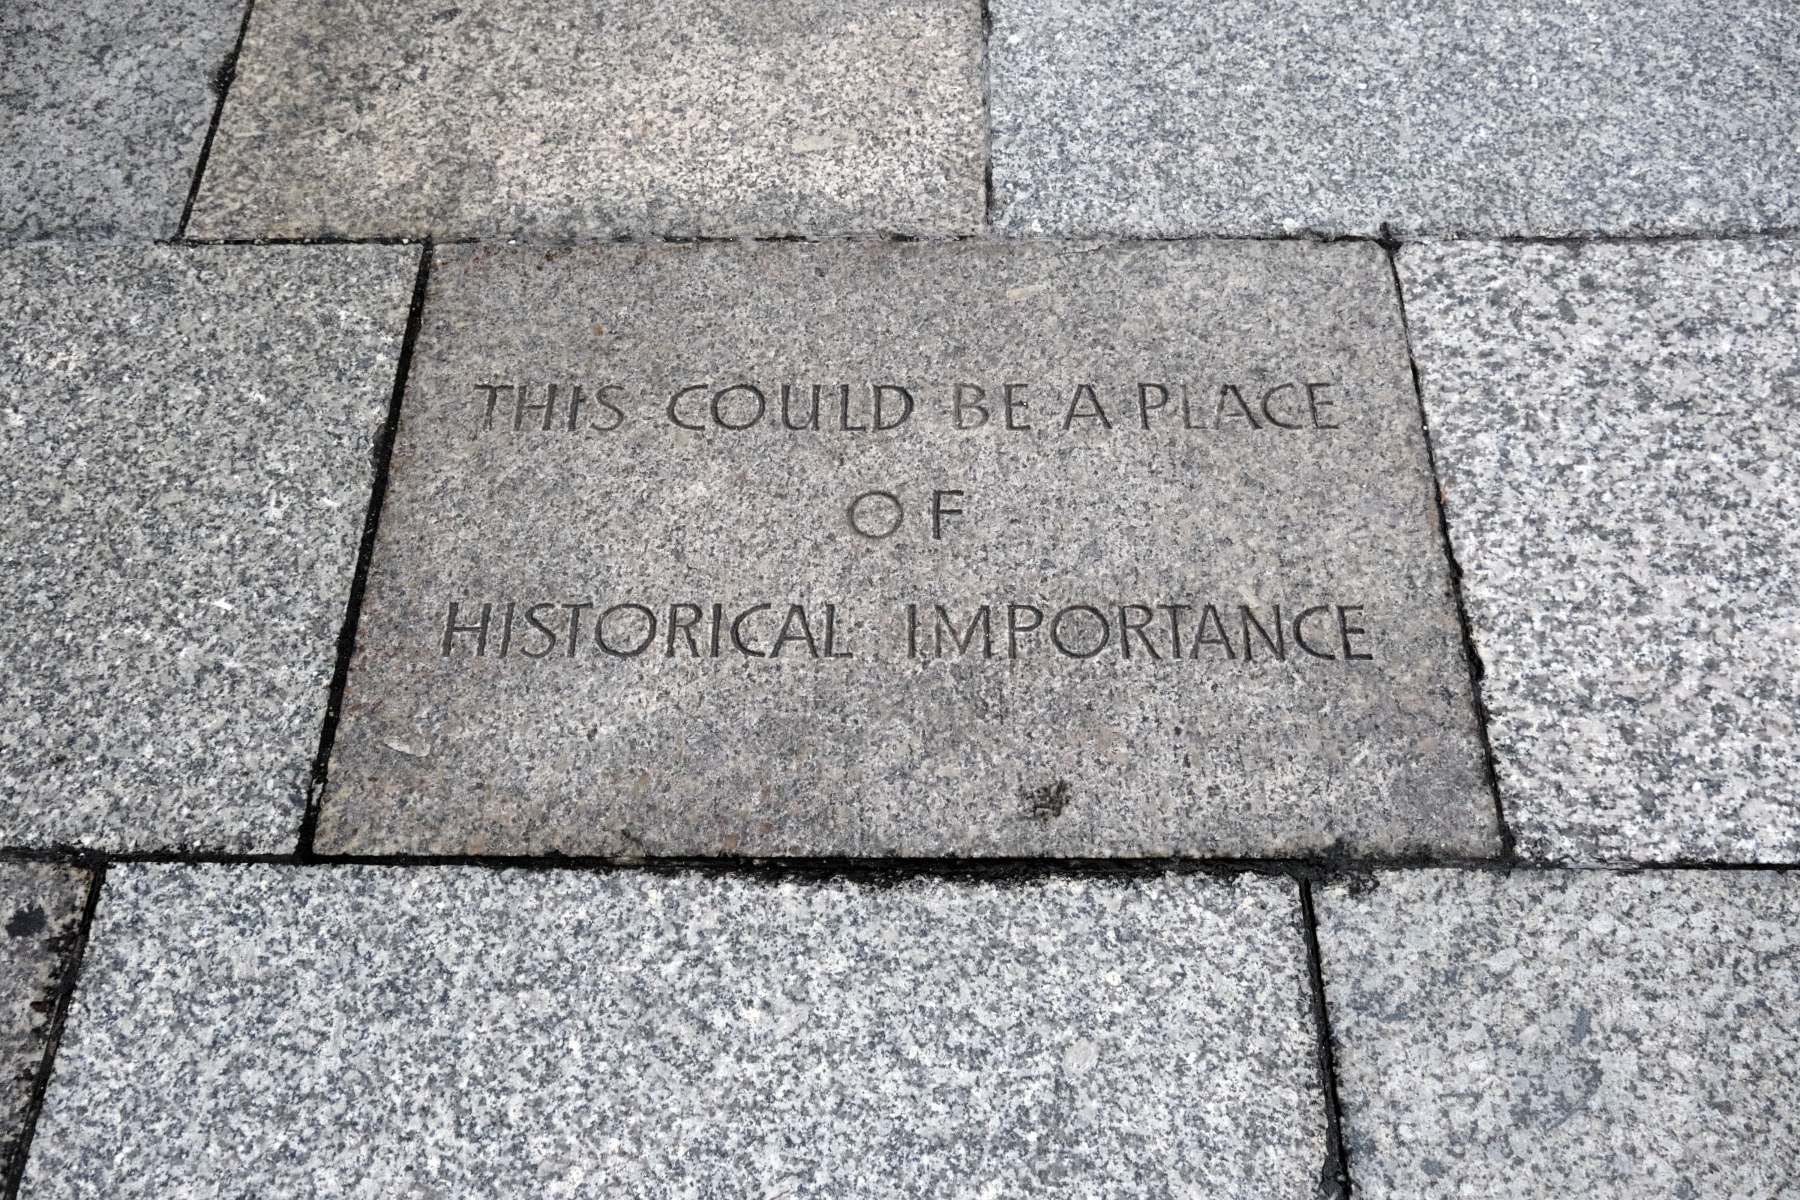 THIS COULD BE A PLACE
OF
HISTORICAL IMPORTANCE